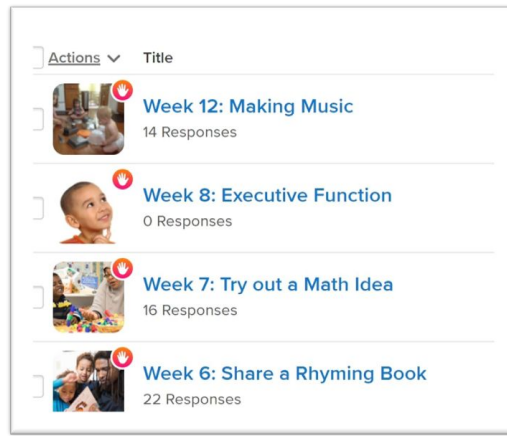 Actions Title
Week 12: Making Music
14 Responses
Week 8: Executive Function
0 Responses
Week 7: Try out a Math Idea
16 Responses
Week 6: Share a Rhyming Book
22 Responses